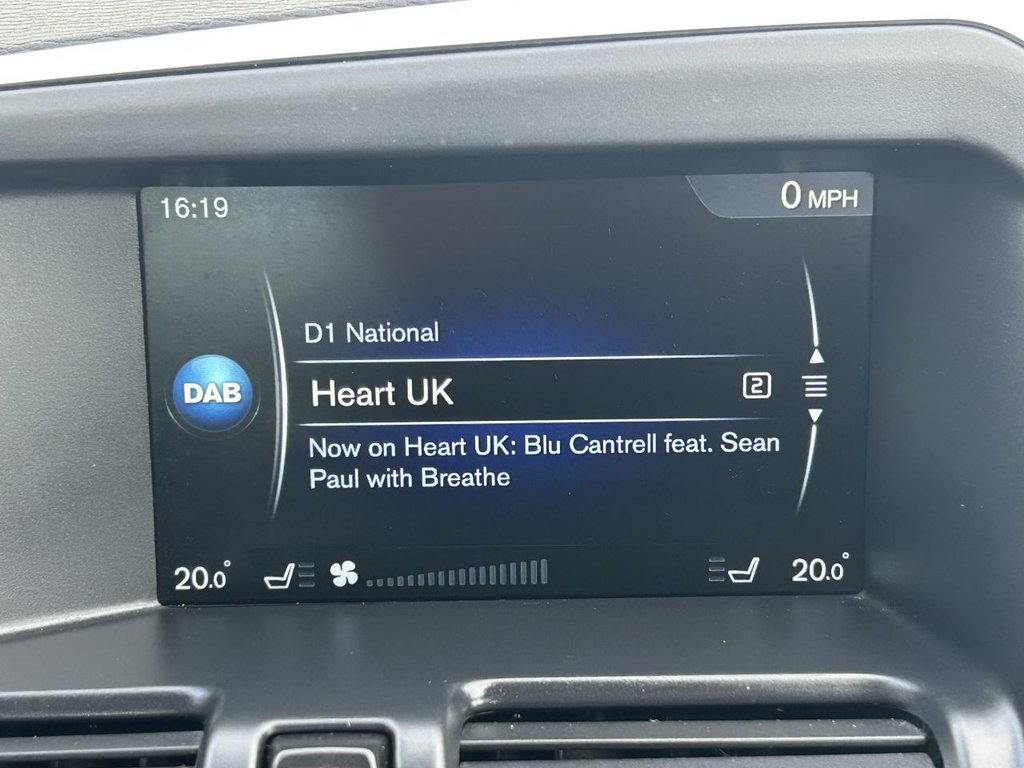 16:19
0 MPH
D1 National
DAB
Heart UK
2
Now on Heart UK: Blu Cantrell feat. Sean
Paul with Breathe
20.0°
20.0°